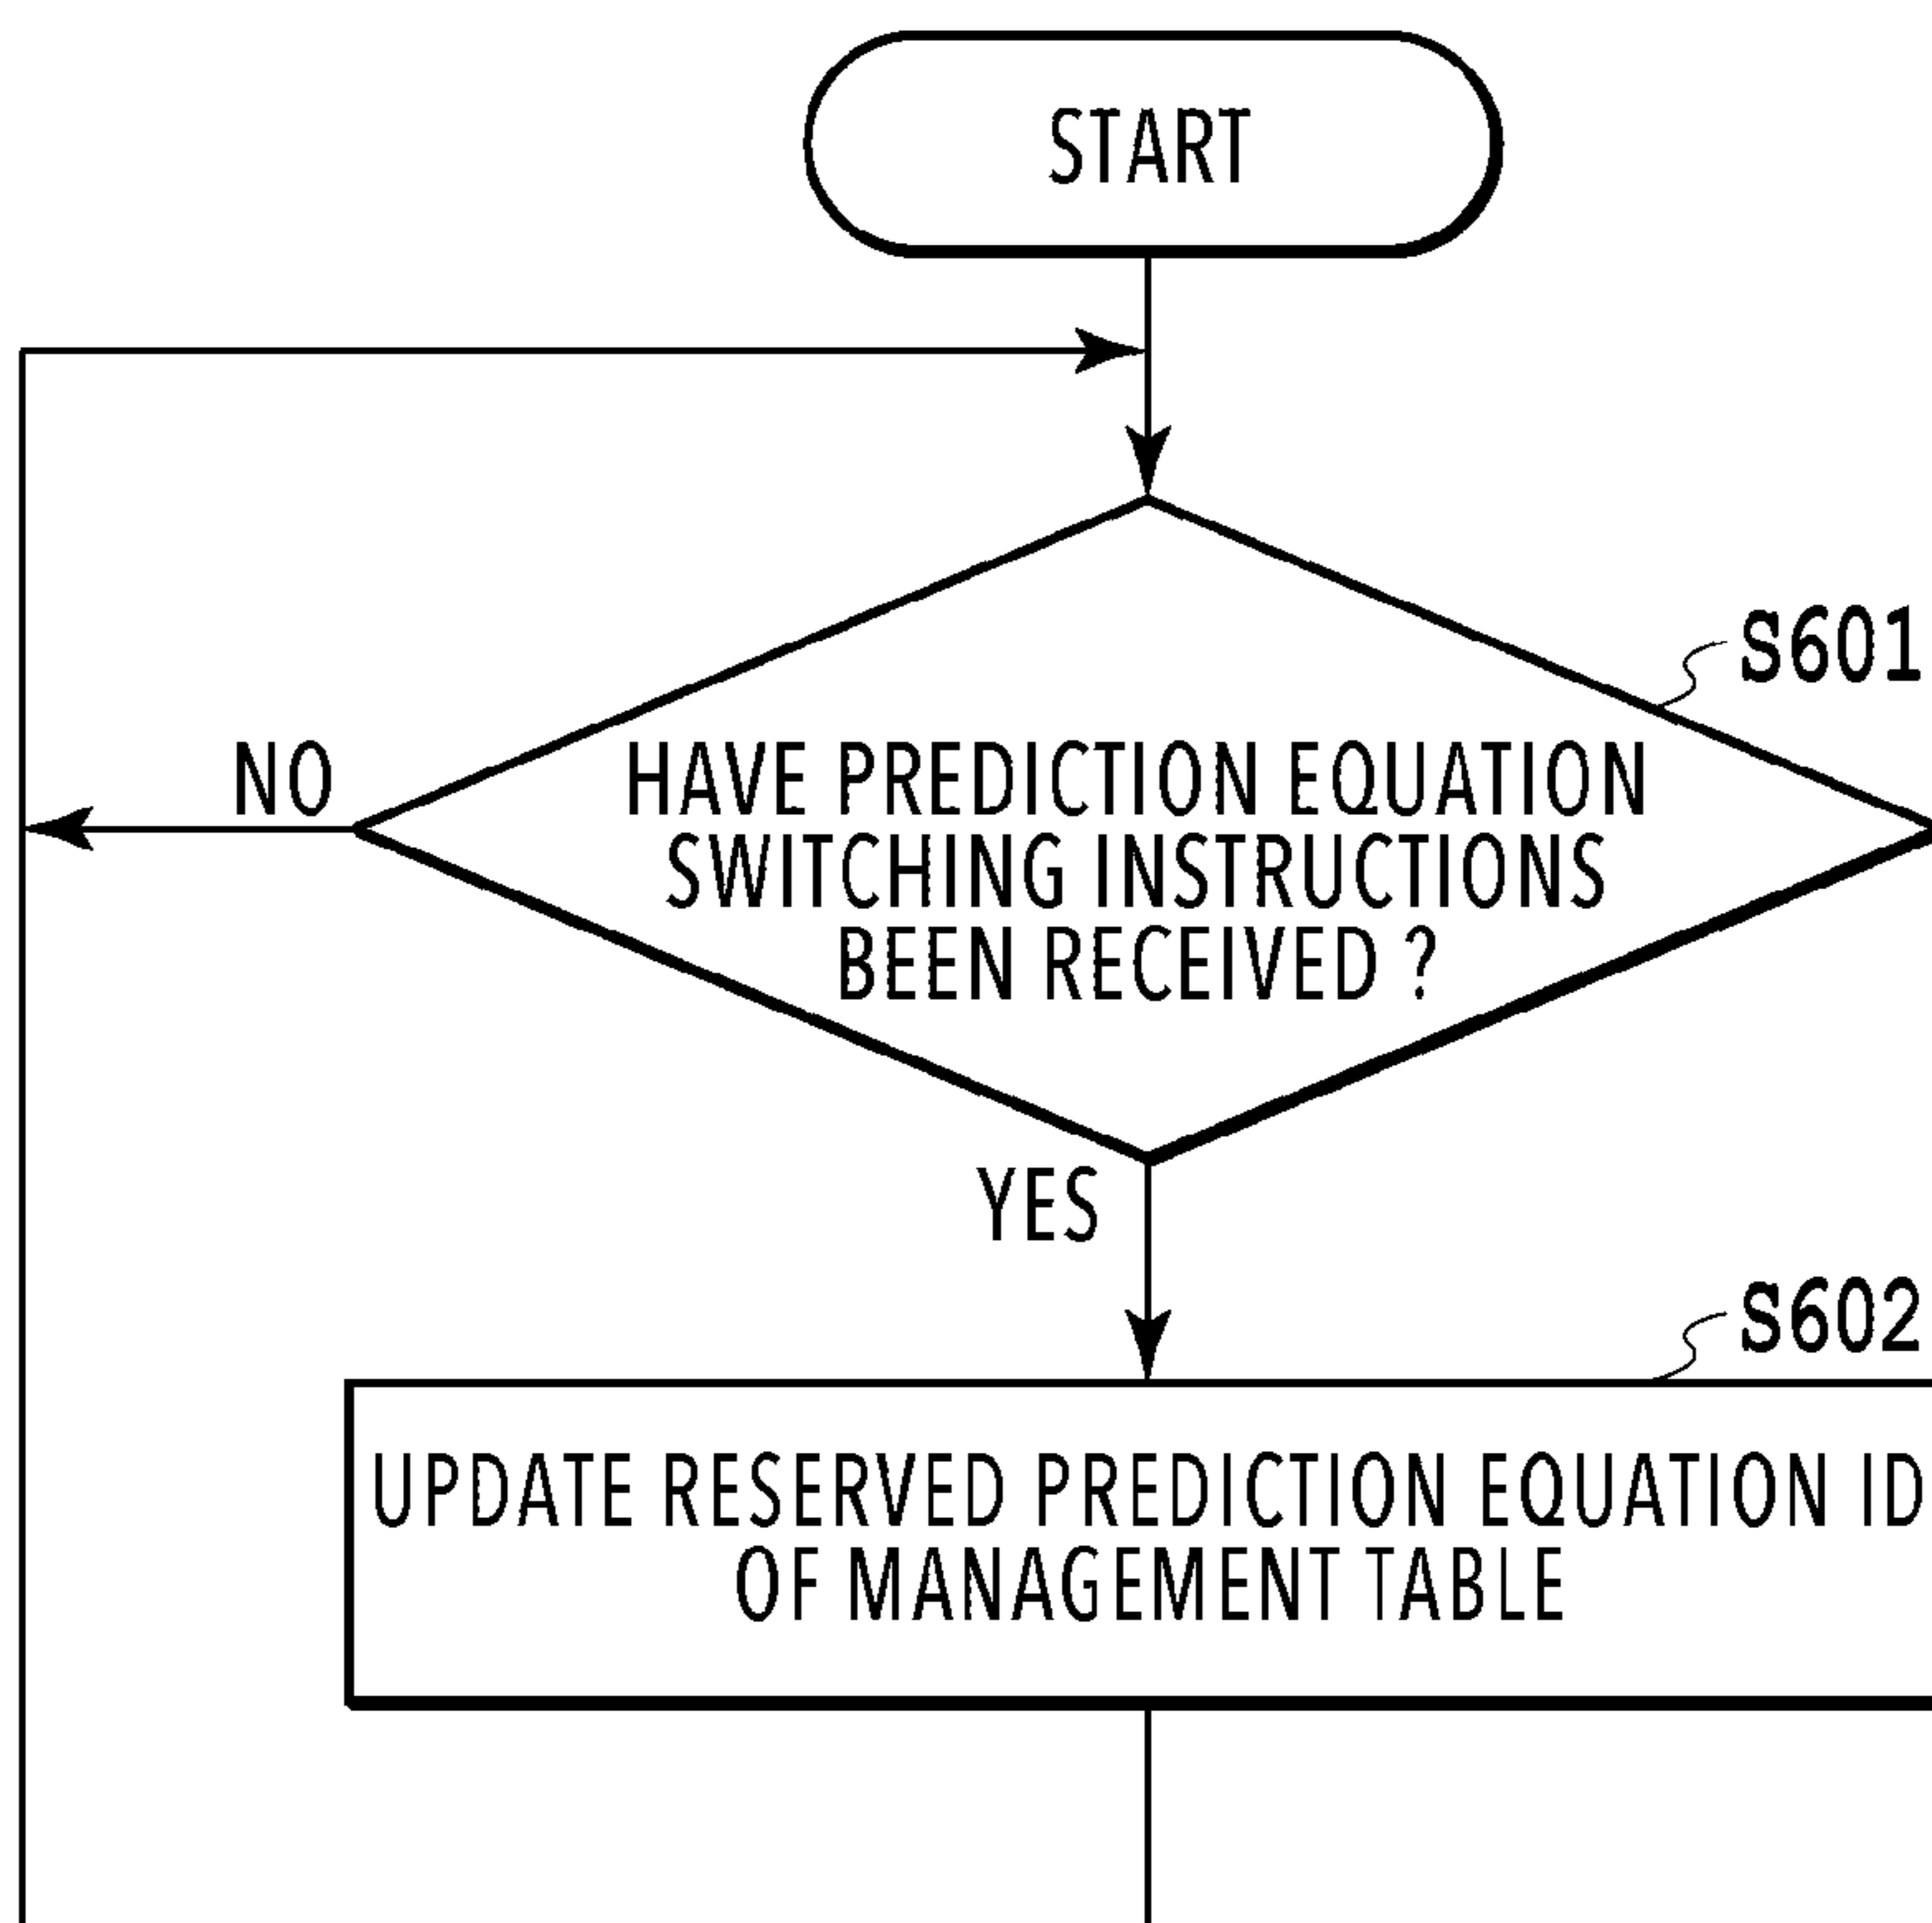 START
S601
NO
HAVE PREDICTION EQUATION
SWITCHING INSTRUCTIONS
BEEN RECEIVED ?
YES
S602
UPDATE RESERVED PREDICTION EQUATION ID
OF MANAGEMENT TABLE